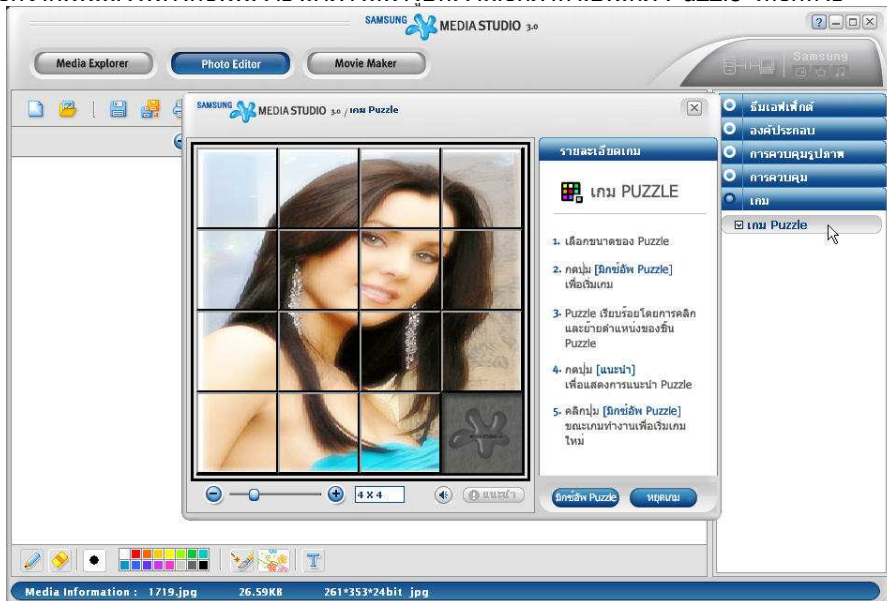 SAMSUNG MEDIA STUDIO 3.0
Media Explorer
Photo Editor
Movie Maker
Samsung
SAMSUNG MEDIA STUDIO 3.0 / เกม Puzzle
รายละเอียดเกม
เกม PUZZLE
1. เลือกขนาดของ Puzzle
2. กดปุ่ม [มิกซ์อัพ Puzzle]
เพื่อเริ่มเกม
3. Puzzle เรียบร้อยโดยการคลิก
และย้ายตำแหน่งของชิ้น
Puzzle
4. กดปุ่ม [แนะนำ]
เพื่อแสดงการแนะนำ Puzzle
5. คลิกปุ่ม [มิกซ์อัพ Puzzle]
ขณะเกมทำงานเพื่อเริ่มเกม
ใหม่
4 X 4
แนะนำ
มิกซ์อัพ Puzzle
หยุดเกม
ธีมเอฟเฟ็กต์
องค์ประกอบ
การควบคุมรูปภาพ
การควบคุม
เกม
เกม Puzzle
Media Information : 1719.jpg 26.59KB 261*353*24bit jpg